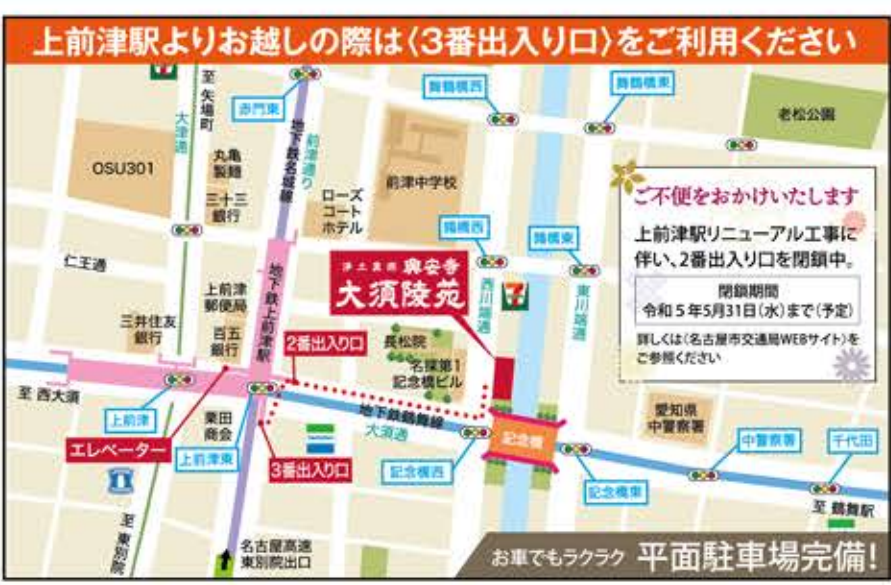 上前津駅よりお越しの際は〈3番出入り口〉をご利用ください
至 矢場町
大津通
赤門東
地下鉄名城線
前津通り
舞鶴橋西
舞鶴橋東
老松公園
OSU301
丸亀
製麺
三十三
銀行
ローズ
コート
ホテル
前津中学校
ご不便をおかけいたします
上前津駅リニューアル工事に
伴い、2番出入り口を閉鎖中。
閉鎖期間
令和5年5月31日(水)まで(予定)
詳しくは〈名古屋市交通局WEBサイト〉を
ご参照ください
仁王通
上前津
郵便局
地下鉄上前津駅
鶴橋西
鶴橋東
興安寺
大須陵苑
西川端通
東川端通
三井住友
銀行
百五
銀行
2番出入り口
長松院
名探第1
記念橋ビル
至 西大須
上前津
栗田
商会
地下鉄鶴舞線
大須通
記念橋
愛知県
中警察署
中警察署
千代田
エレベーター
上前津東
3番出入り口
記念橋西
記念橋東
至 鶴舞駅
至 東別院
名古屋高速
東別院出口
お車でもラクラク 平面駐車場完備!